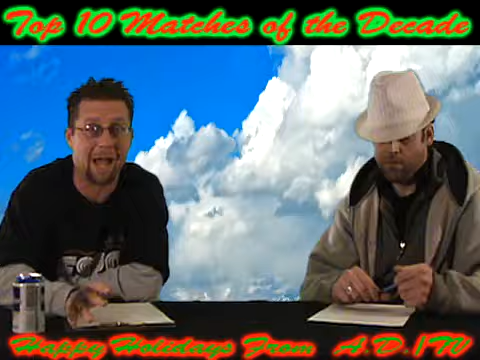 Top 10 Matches of the Decade
Happy Holidays From A.D./TV